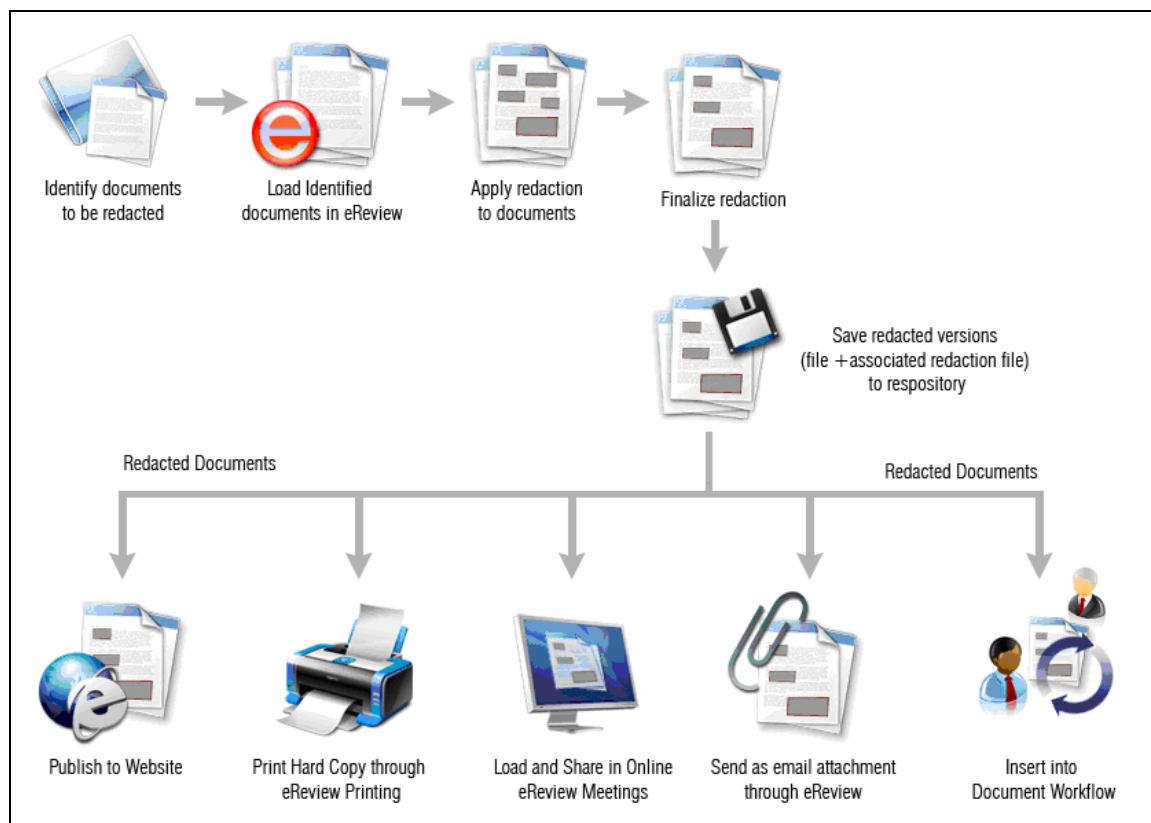 Identify documents
to be redacted
Load Identified
documents in eReview
Apply redaction
to documents
Finalize redaction
Save redacted versions
(file +associated redaction file)
to respository
Redacted Documents
Redacted Documents
Publish to Website
Print Hard Copy through
eReview Printing
Load and Share in Online
eReview Meetings
Send as email attachment
through eReview
Insert into
Document Workflow